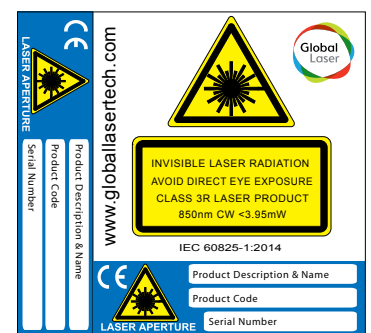 LASER APERTURE
CE
Product Description & Name
Product Code
Serial Number
www.globallasertech.com
Global
Laser
INVISIBLE LASER RADIATION
AVOID DIRECT EYE EXPOSURE
CLASS 3R LASER PRODUCT
850nm CW <3.95mW
IEC 60825-1:2014
CE
LASER APERTURE
Product Description & Name
Product Code
Serial Number